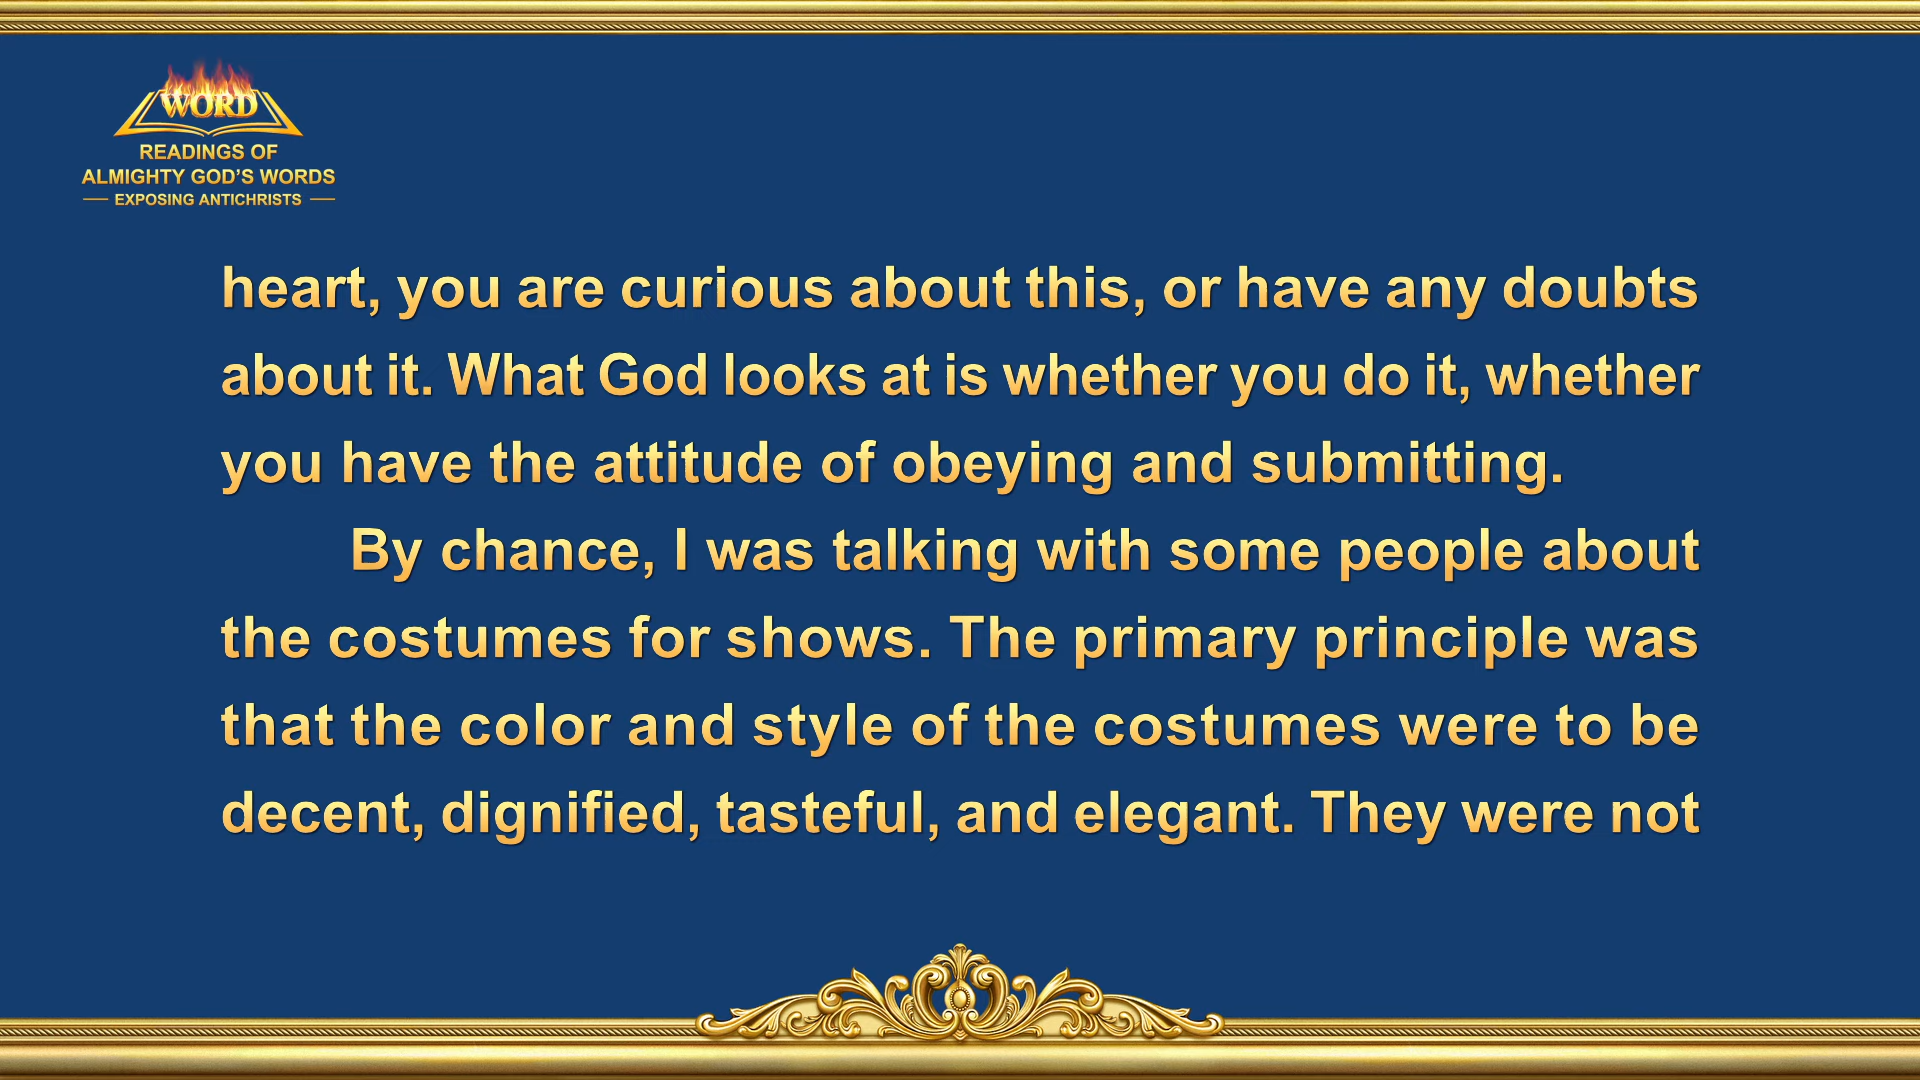 WORD
READINGS OF
ALMIGHTY GOD'S WORDS
EXPOSING ANTICHRISTS
heart, you are curious about this, or have any doubts
about it. What God looks at is whether you do it, whether
you have the attitude of obeying and submitting.
By chance, I was talking with some people about
the costumes for shows. The primary principle was
that the color and style of the costumes were to be
decent, dignified, tasteful, and elegant. They were not